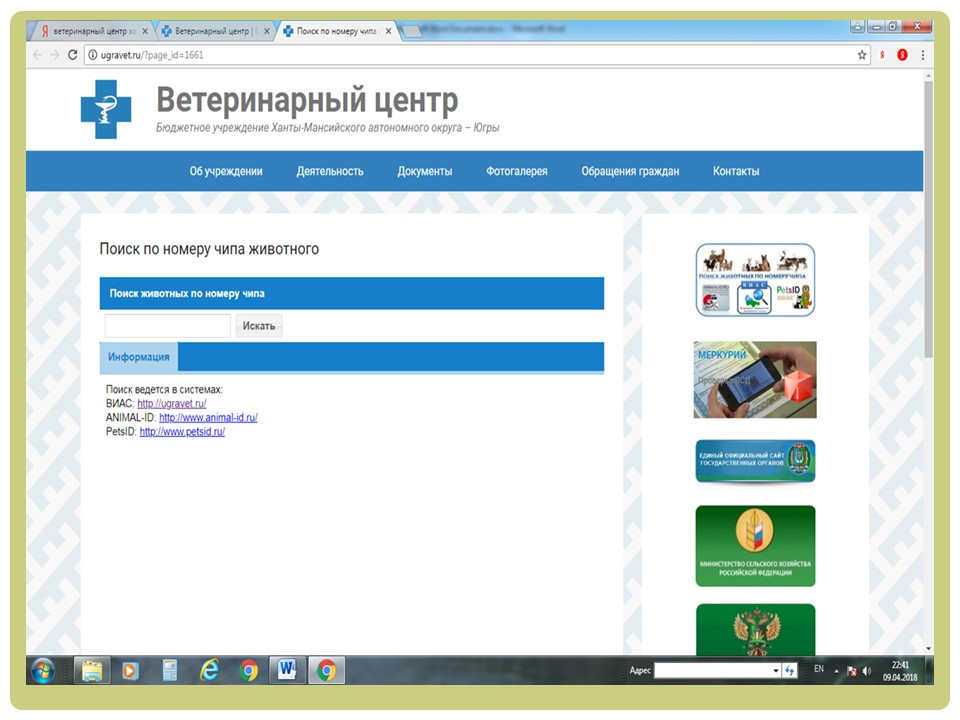 ветеринарный центр ха
Ветеринарный центр | Б
Поиск по номеру чипа
ugravet.ru/?page_id=1661
Ветеринарный центр
Бюджетное учреждение Ханты-Мансийского автономного округа – Югры
Об учреждении Деятельность Документы Фотогалерея Обращения граждан Контакты
Поиск по номеру чипа животного
Поиск животных по номеру чипа
Искать
Информация
Поиск ведется в системах:
ВИАС: http://ugravet.ru/
ANIMAL-ID: http://www.animal-id.ru/
PetsID: http://www.petsid.ru/
ПОИСК ЖИВОТНЫХ ПО НОМЕРУ ЧИПА
ВИАС
PetsID
МЕРКУРИЙ
ЕДИНЫЙ ОФИЦИАЛЬНЫЙ САЙТ
ГОСУДАРСТВЕННЫХ ОРГАНОВ
МИНИСТЕРСТВО СЕЛЬСКОГО ХОЗЯЙСТВА
РОССИЙСКОЙ ФЕДЕРАЦИИ
Адрес
EN
22:41
09.04.2018